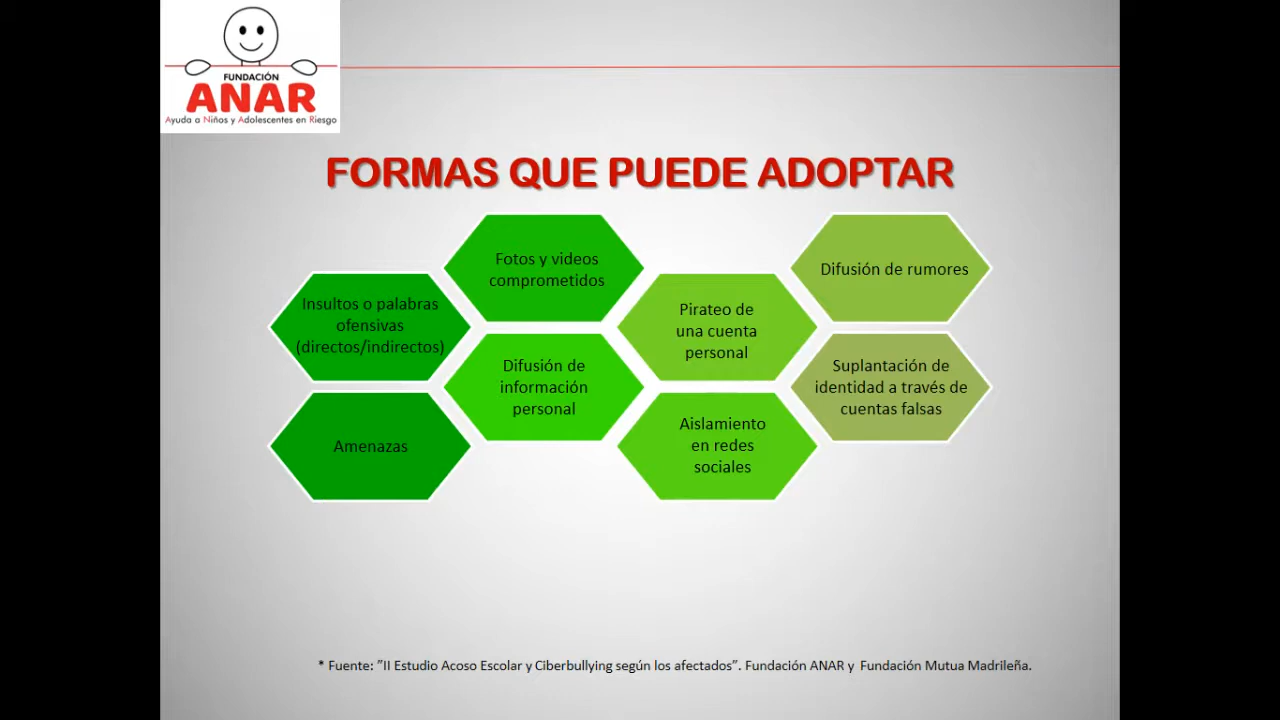 FUNDACIÓN
ANAR
Ayuda a Niños y Adolescentes en Riesgo
FORMAS QUE PUEDE ADOPTAR
Insultos o palabras
ofensivas
(directos/indirectos)
Amenazas
Fotos y videos
comprometidos
Difusión de
información
personal
Pirateo de
una cuenta
personal
Aislamiento
en redes
sociales
Difusión de rumores
Suplantación de
identidad a través de
cuentas falsas
* Fuente: ”II Estudio Acoso Escolar y Ciberbullying según los afectados”. Fundación ANAR y Fundación Mutua Madrileña.